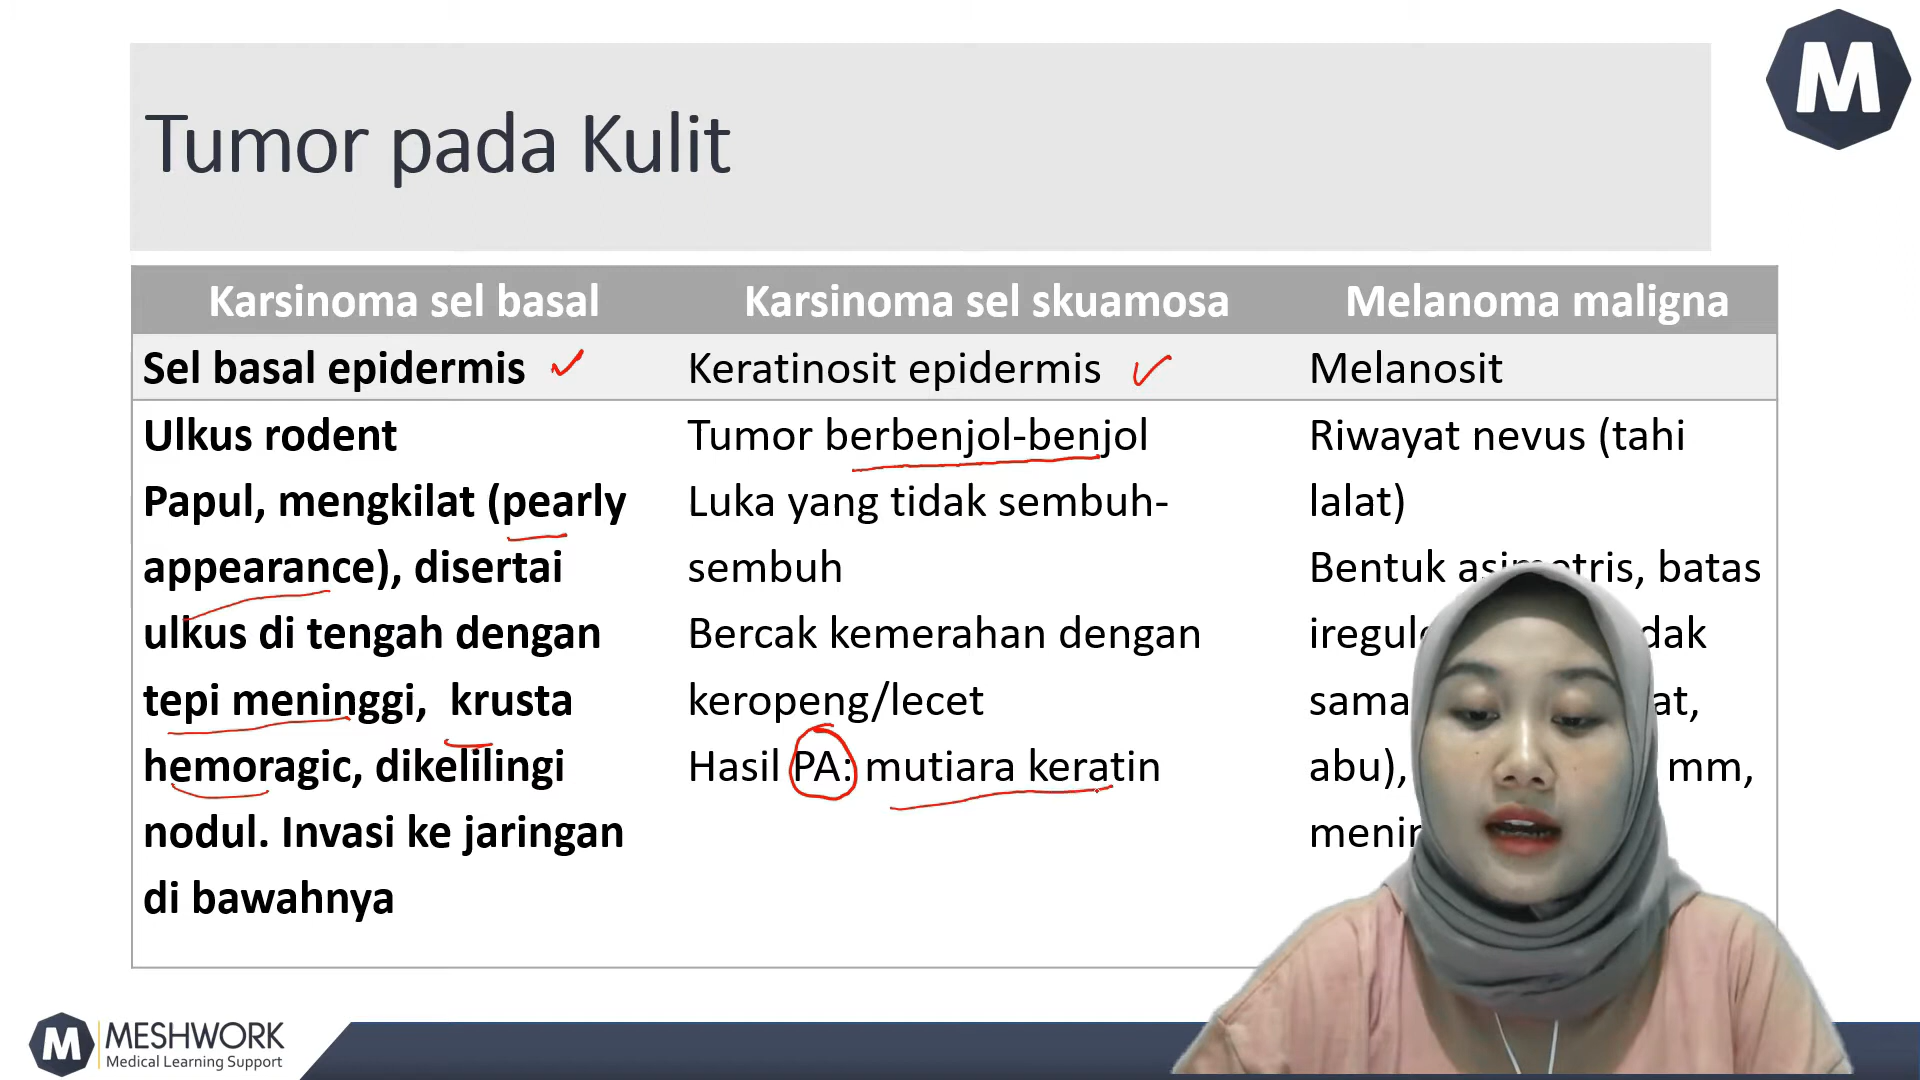 M
Tumor pada Kulit
Karsinoma sel basal
Karsinoma sel skuamosa
Melanoma maligna
Sel basal epidermis
Keratinosit epidermis
Melanosit
Ulkus rodent
Papul, mengkilat (pearly
appearance), disertai
ulkus di tengah dengan
tepi meninggi, krusta
hemoragic, dikelilingi
nodul. Invasi ke jaringan
di bawahnya
Tumor berbenjol-benjol
Luka yang tidak sembuh-
sembuh
Bercak kemerahan dengan
keropeng/lecet
Hasil PA: mutiara keratin
Riwayat nevus (tahi
lalat)
Bentuk asimetris, batas
sama
abu), mm,
M MESHWORK
Medical Learning Support